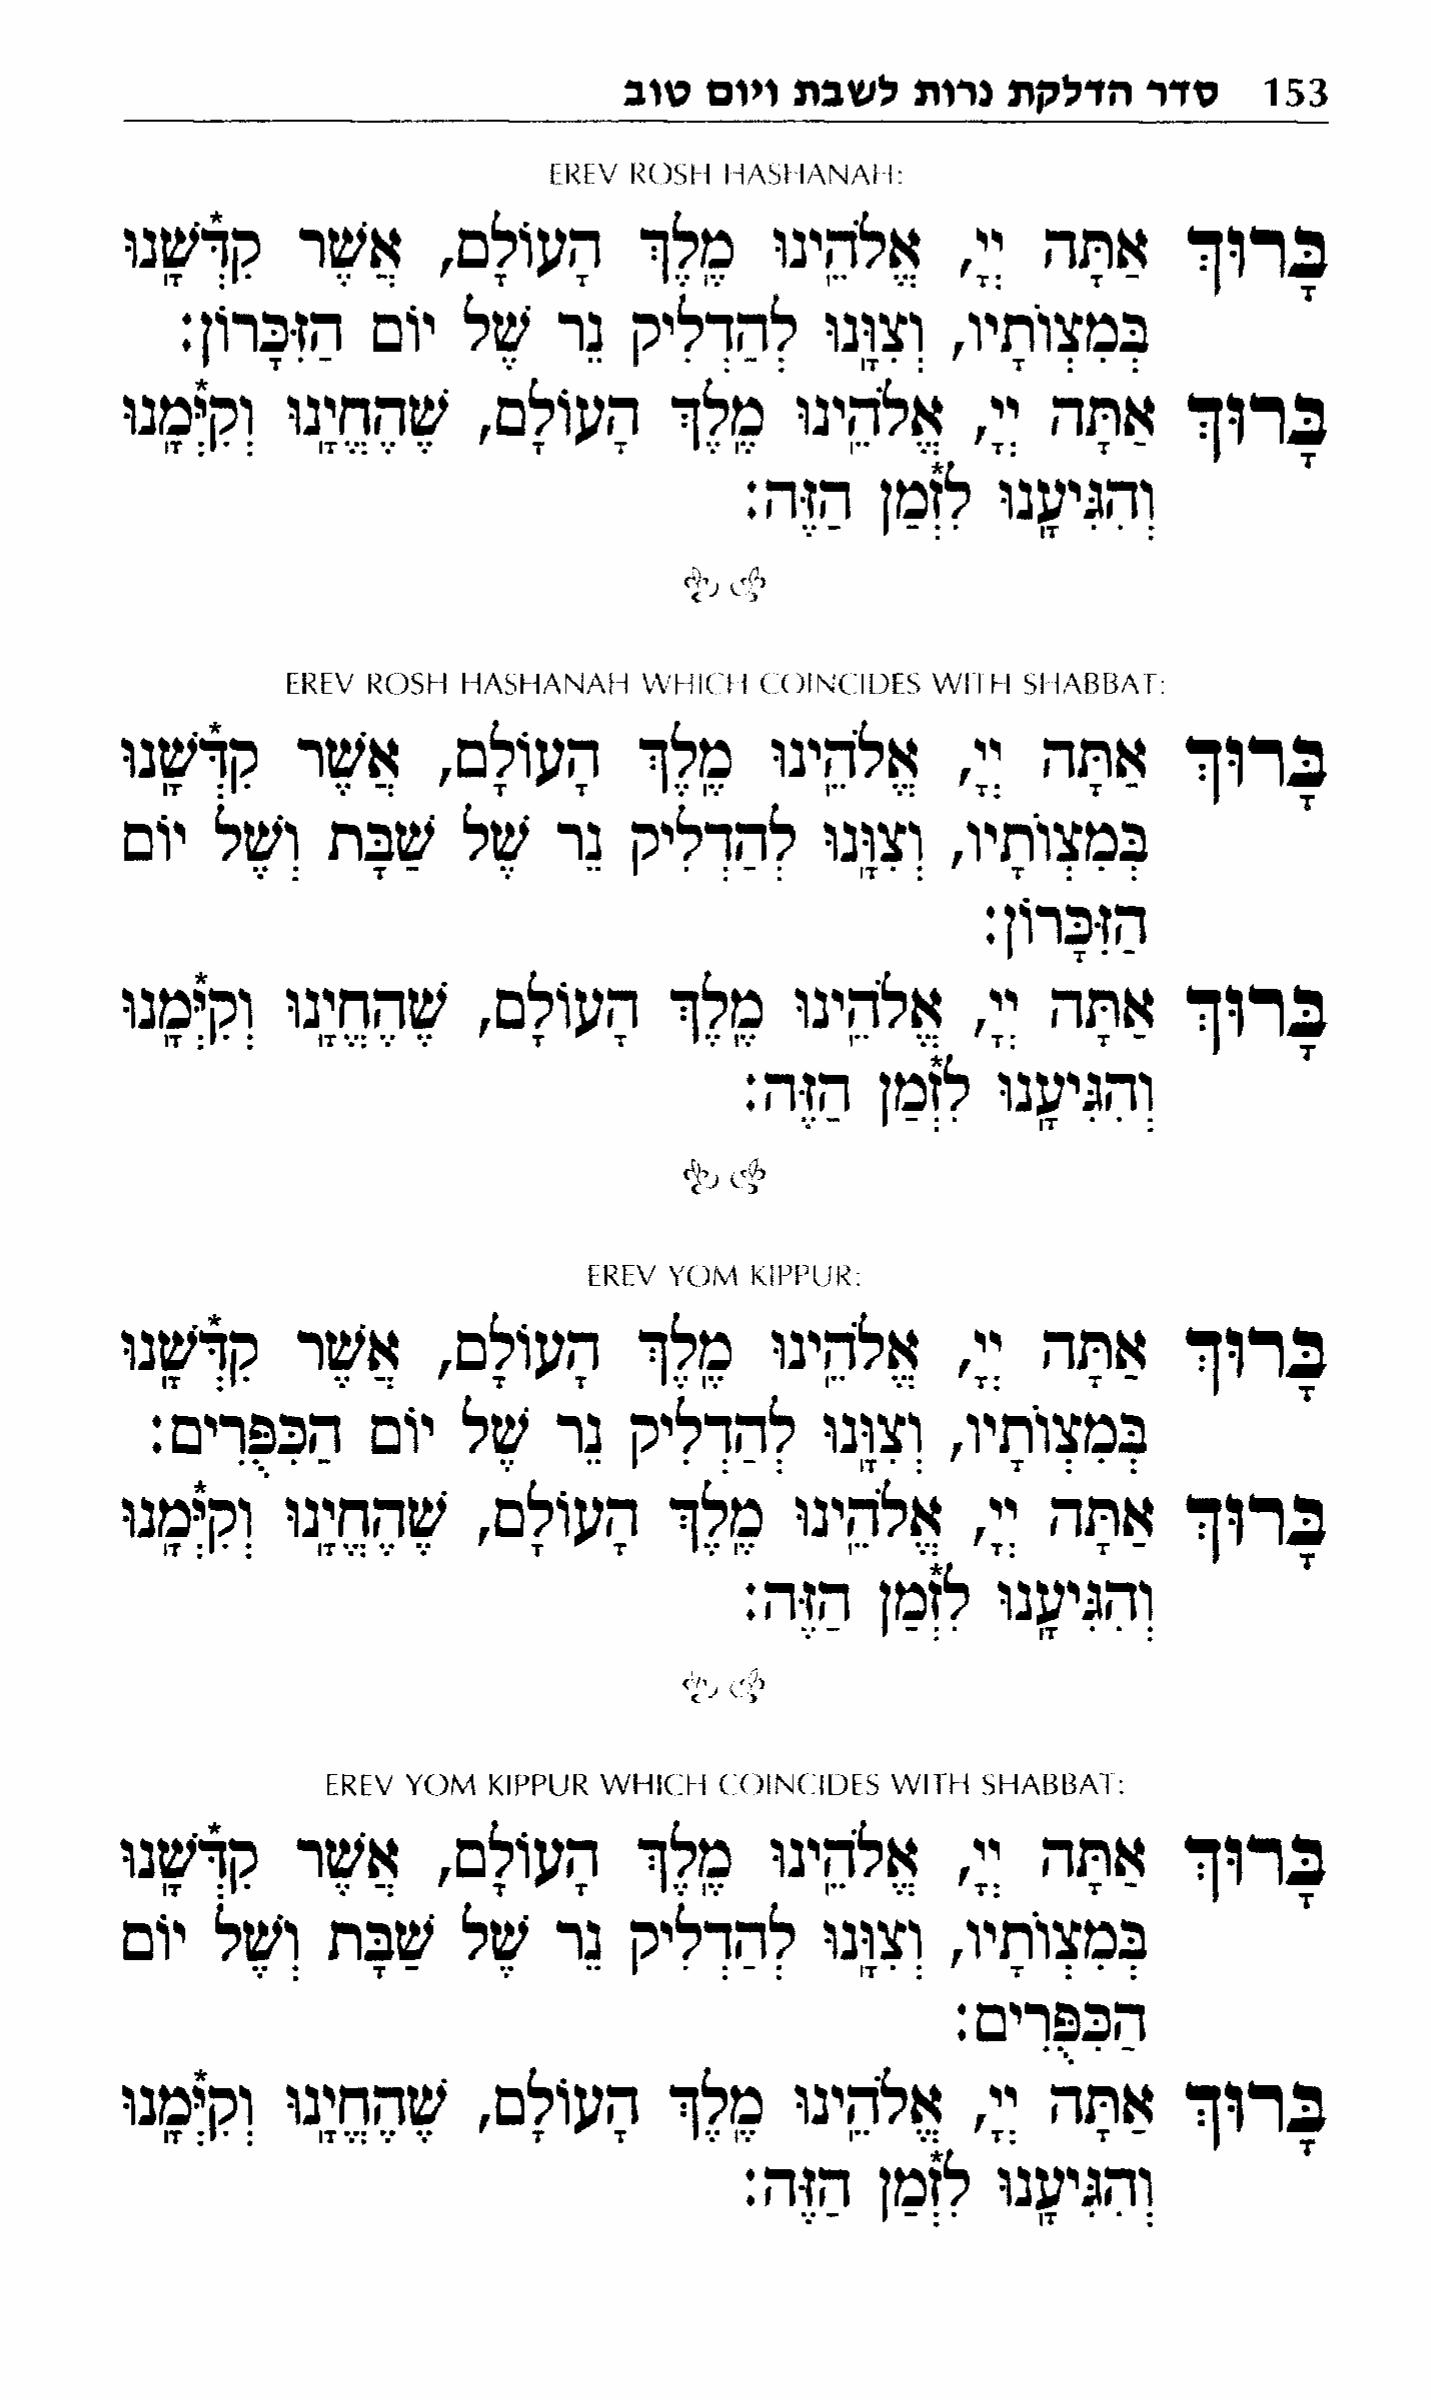 153 סדר הדלקת נרות לשבת ויום טוב
EREV ROSH HASHANAH:
בָּרוּךְ אַתָּה יְיָ, אֱלֹהֵינוּ מֶלֶךְ הָעוֹלָם, אֲשֶׁר קִדְּשָׁנוּ
בְּמִצְוֹתָיו, וְצִוָּנוּ לְהַדְלִיק נֵר שֶׁל יוֹם הַזִּכָּרוֹן:
בָּרוּךְ אַתָּה יְיָ, אֱלֹהֵינוּ מֶלֶךְ הָעוֹלָם, שֶׁהֶחֱיָנוּ וְקִיְּמָנוּ
וְהִגִּיעָנוּ לִזְמַן הַזֶּה:
EREV ROSH HASHANAH WHICH COINCIDES WITH SHABBAT:
בָּרוּךְ אַתָּה יְיָ, אֱלֹהֵינוּ מֶלֶךְ הָעוֹלָם, אֲשֶׁר קִדְּשָׁנוּ
בְּמִצְוֹתָיו, וְצִוָּנוּ לְהַדְלִיק נֵר שֶׁל שַׁבָּת וְשֶׁל יוֹם
הַזִּכָּרוֹן:
בָּרוּךְ אַתָּה יְיָ, אֱלֹהֵינוּ מֶלֶךְ הָעוֹלָם, שֶׁהֶחֱיָנוּ וְקִיְּמָנוּ
וְהִגִּיעָנוּ לִזְמַן הַזֶּה:
EREV YOM KIPPUR:
בָּרוּךְ אַתָּה יְיָ, אֱלֹהֵינוּ מֶלֶךְ הָעוֹלָם, אֲשֶׁר קִדְּשָׁנוּ
בְּמִצְוֹתָיו, וְצִוָּנוּ לְהַדְלִיק נֵר שֶׁל יוֹם הַכִּפֻּרִים:
בָּרוּךְ אַתָּה יְיָ, אֱלֹהֵינוּ מֶלֶךְ הָעוֹלָם, שֶׁהֶחֱיָנוּ וְקִיְּמָנוּ
וְהִגִּיעָנוּ לִזְמַן הַזֶּה:
EREV YOM KIPPUR WHICH COINCIDES WITH SHABBAT:
בָּרוּךְ אַתָּה יְיָ, אֱלֹהֵינוּ מֶלֶךְ הָעוֹלָם, אֲשֶׁר קִדְּשָׁנוּ
בְּמִצְוֹתָיו, וְצִוָּנוּ לְהַדְלִיק נֵר שֶׁל שַׁבָּת וְשֶׁל יוֹם
הַכִּפֻּרִים:
בָּרוּךְ אַתָּה יְיָ, אֱלֹהֵינוּ מֶלֶךְ הָעוֹלָם, שֶׁהֶחֱיָנוּ וְקִיְּמָנוּ
וְהִגִּיעָנוּ לִזְמַן הַזֶּה: